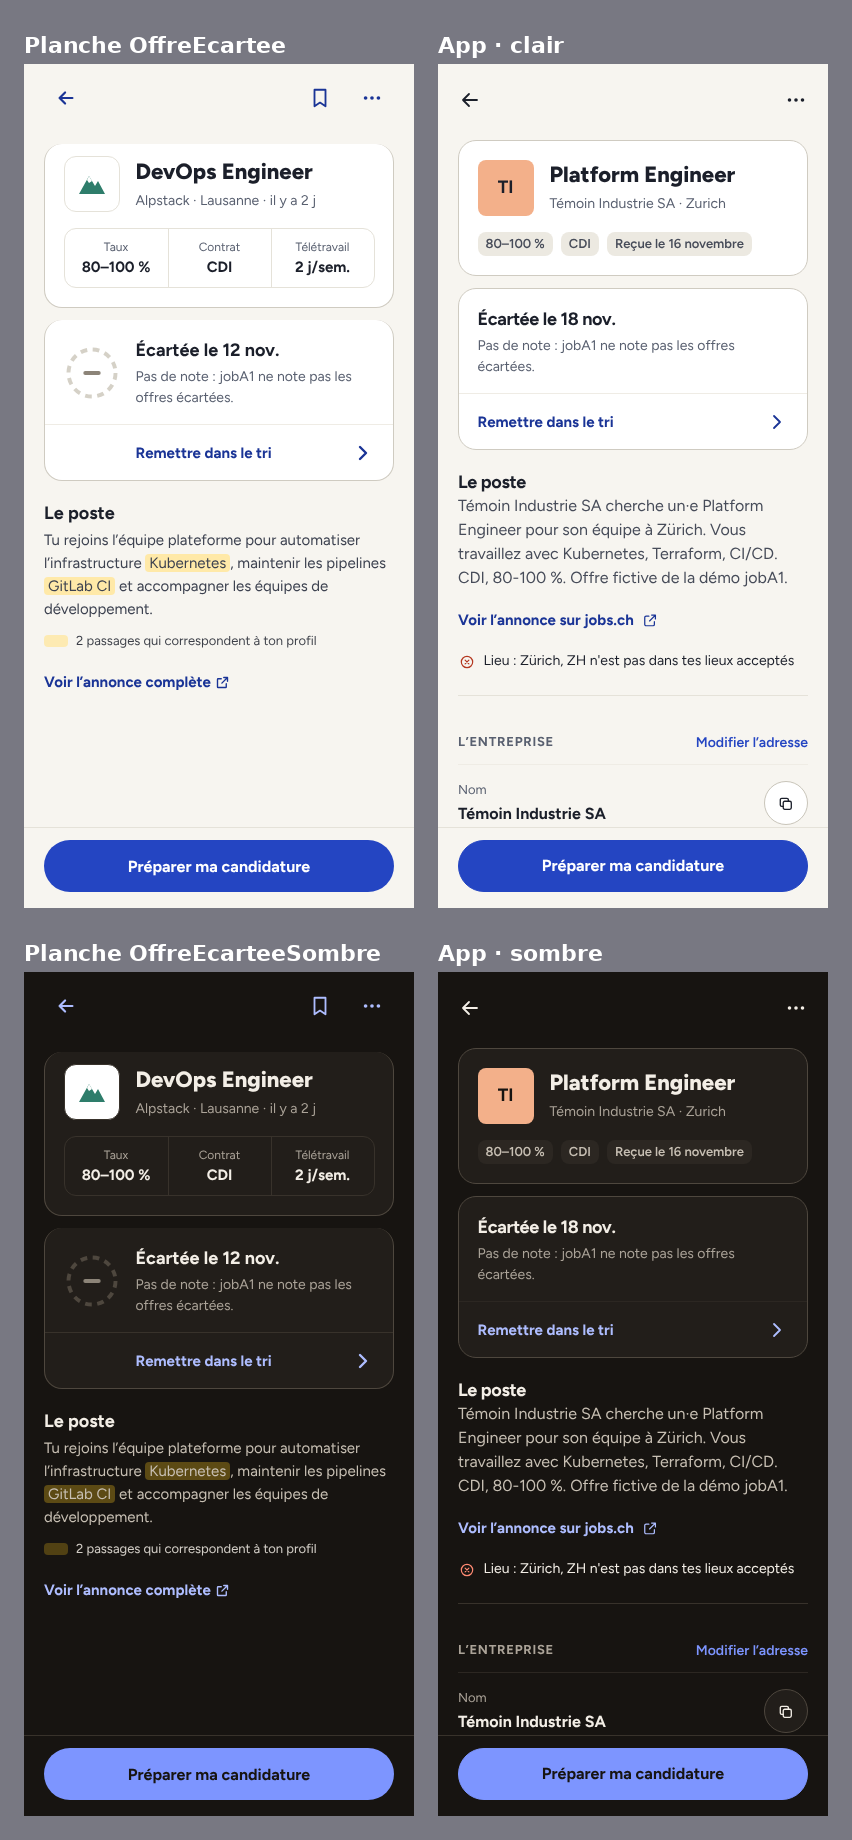 Planche OffreEcartee
DevOps Engineer
Alpstack · Lausanne · il y a 2 j
Taux
Contrat
Télétravail
80–100 %
CDI
2 j/sem.
Écartée le 12 nov.
Pas de note : jobA1 ne note pas les
offres écartées.
Remettre dans le tri
Le poste
Tu rejoins l’équipe plateforme pour automatiser
l’infrastructure Kubernetes, maintenir les pipelines
GitLab CI et accompagner les équipes de
développement.
2 passages qui correspondent à ton profil
Voir l’annonce complète
Préparer ma candidature
App · clair
TI
Platform Engineer
Témoin Industrie SA · Zurich
80–100 %
CDI
Reçue le 16 novembre
Écartée le 18 nov.
Pas de note : jobA1 ne note pas les offres
écartées.
Remettre dans le tri
Le poste
Témoin Industrie SA cherche un·e Platform
Engineer pour son équipe à Zürich. Vous
travaillez avec Kubernetes, Terraform, CI/CD.
CDI, 80-100 %. Offre fictive de la démo jobA1.
Voir l’annonce sur jobs.ch
Lieu : Zürich, ZH n'est pas dans tes lieux acceptés
L’ENTREPRISE
Modifier l’adresse
Nom
Témoin Industrie SA
Préparer ma candidature
Planche OffreEcarteeSombre
DevOps Engineer
Alpstack · Lausanne · il y a 2 j
Taux
Contrat
Télétravail
80–100 %
CDI
2 j/sem.
Écartée le 12 nov.
Pas de note : jobA1 ne note pas les
offres écartées.
Remettre dans le tri
Le poste
Tu rejoins l’équipe plateforme pour automatiser
l’infrastructure Kubernetes, maintenir les pipelines
GitLab CI et accompagner les équipes de
développement.
2 passages qui correspondent à ton profil
Voir l’annonce complète
Préparer ma candidature
App · sombre
TI
Platform Engineer
Témoin Industrie SA · Zurich
80–100 %
CDI
Reçue le 16 novembre
Écartée le 18 nov.
Pas de note : jobA1 ne note pas les offres
écartées.
Remettre dans le tri
Le poste
Témoin Industrie SA cherche un·e Platform
Engineer pour son équipe à Zürich. Vous
travaillez avec Kubernetes, Terraform, CI/CD.
CDI, 80-100 %. Offre fictive de la démo jobA1.
Voir l’annonce sur jobs.ch
Lieu : Zürich, ZH n'est pas dans tes lieux acceptés
L’ENTREPRISE
Modifier l’adresse
Nom
Témoin Industrie SA
Préparer ma candidature